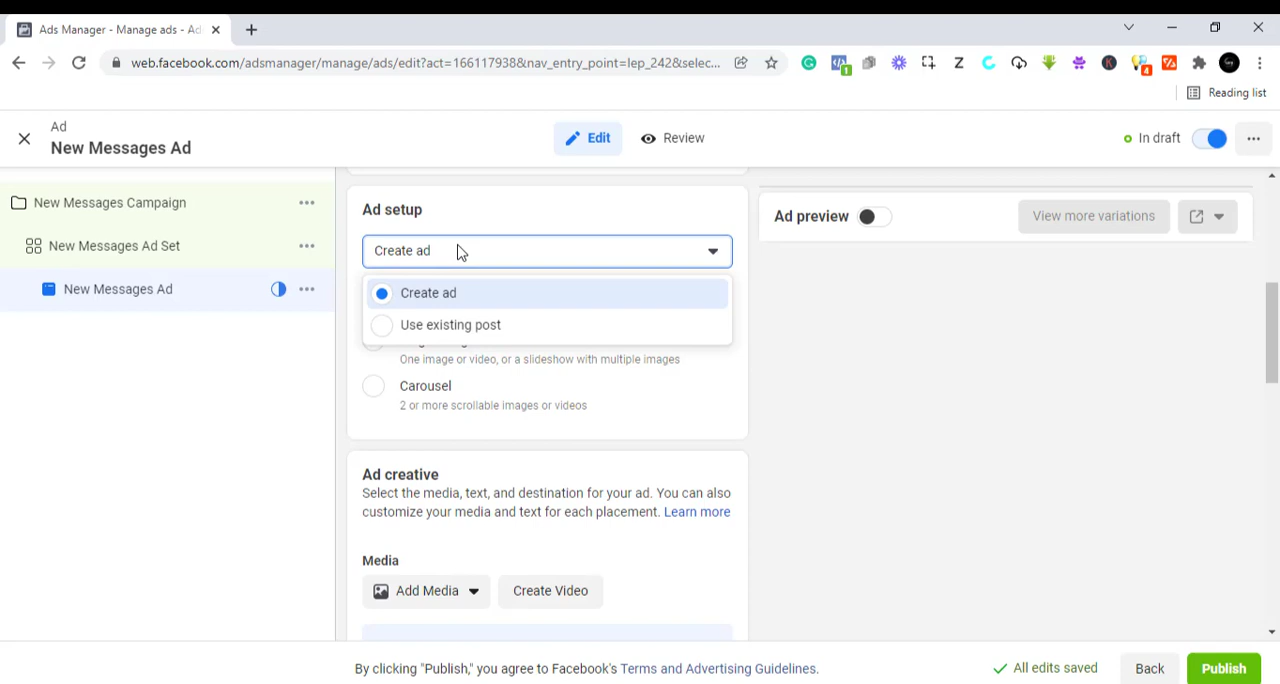 Ads Manager - Manage ads - Ad
web.facebook.com/adsmanager/manage/ads/edit?act=166117938&nav_entry_point=lep_242&selec...
1
Z
K
4
Reading list
Ad
New Messages Ad
Edit
Review
In draft
New Messages Campaign
New Messages Ad Set
New Messages Ad
Ad setup
Create ad
Create ad
Use existing post
One image or video, or a slideshow with multiple images
Carousel
2 or more scrollable images or videos
Ad creative
Select the media, text, and destination for your ad. You can also
customize your media and text for each placement. Learn more
Media
Add Media
Create Video
Ad preview
View more variations
By clicking "Publish," you agree to Facebook's Terms and Advertising Guidelines.
All edits saved
Back
Publish